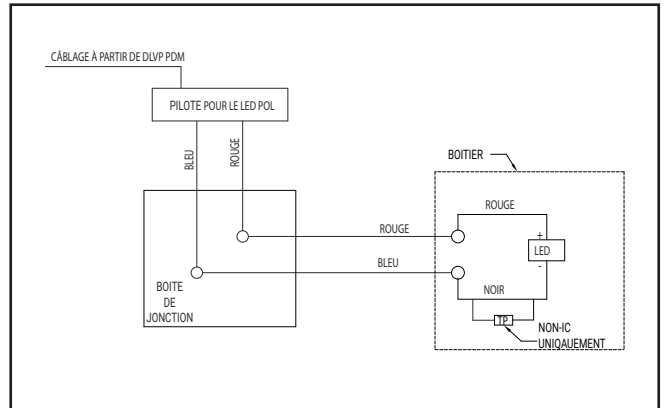 CÂBLAGE À PARTIR DE DLVP PDM
PILOTE POUR LE LED POL
BLEU
ROUGE
BOITIER
ROUGE
ROUGE
+
LED
-
BLEU
NOIR
BOITE
DE
JONCTION
TP
NON-IC
UNIQAUEMENT